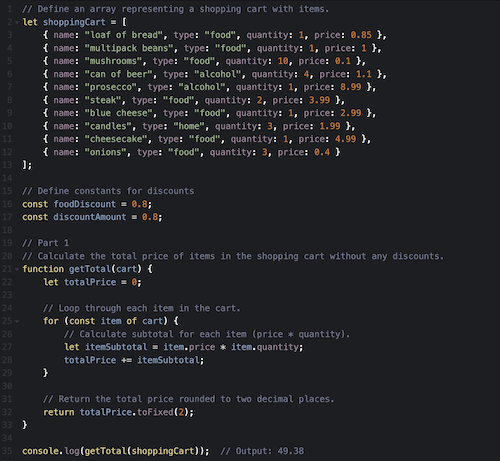 1 // Define an array representing a shopping cart with items.
2 let shoppingCart = [
3 { name: "loaf of bread", type: "food", quantity: 1, price: 0.85 },
4 { name: "multipack beans", type: "food", quantity: 1, price: 1 },
5 { name: "mushrooms", type: "food", quantity: 10, price: 0.1 },
6 { name: "can of beer", type: "alcohol", quantity: 4, price: 1.1 },
7 { name: "prosecco", type: "alcohol", quantity: 1, price: 8.99 },
8 { name: "steak", type: "food", quantity: 2, price: 3.99 },
9 { name: "blue cheese", type: "food", quantity: 1, price: 2.99 },
10 { name: "candles", type: "home", quantity: 3, price: 1.99 },
11 { name: "cheesecake", type: "food", quantity: 1, price: 4.99 },
12 { name: "onions", type: "food", quantity: 3, price: 0.4 }
13 ];
14
15 // Define constants for discounts
16 const foodDiscount = 0.8;
17 const discountAmount = 0.8;
18
19 // Part 1
20 // Calculate the total price of items in the shopping cart without any discounts.
21 function getTotal(cart) {
22 let totalPrice = 0;
23
24 // Loop through each item in the cart.
25 for (const item of cart) {
26 // Calculate subtotal for each item (price * quantity).
27 let itemSubtotal = item.price * item.quantity;
28 totalPrice += itemSubtotal;
29 }
30
31 // Return the total price rounded to two decimal places.
32 return totalPrice.toFixed(2);
33 }
34
35 console.log(getTotal(shoppingCart)); // Output: 49.38